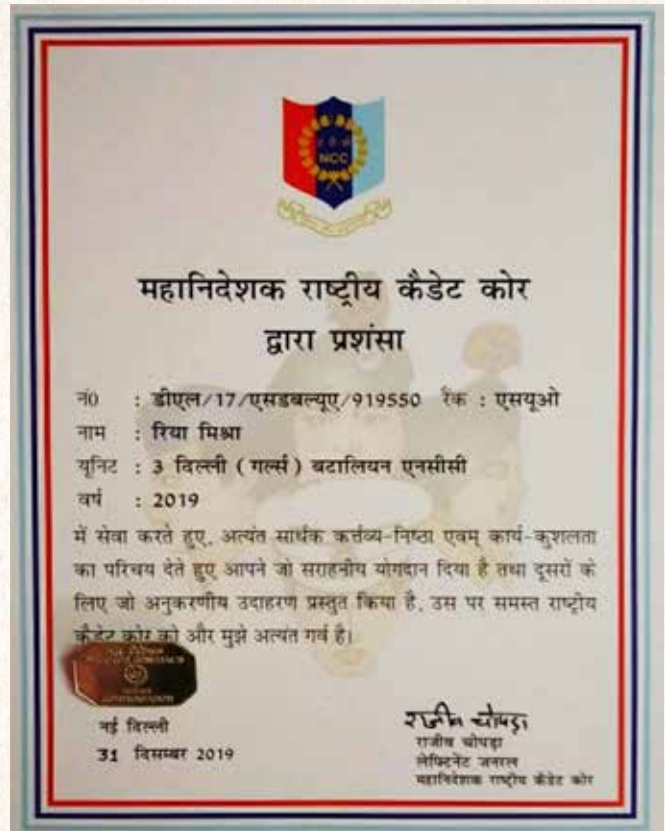 एन सी सी
NCC
महानिदेशक राष्ट्रीय कैडेट कोर
द्वारा प्रशंसा
नं0 : डीएल/17/एसडबल्यूए/919550 रैंक : एसयूओ
नाम : रिया मिश्रा
यूनिट : 3 दिल्ली ( गर्ल्स ) बटालियन एनसीसी
वर्ष : 2019
में सेवा करते हुए, अत्यंत सार्थक कर्त्तव्य-निष्ठा एवम् कार्य-कुशलता
का परिचय देते हुए आपने जो सराहनीय योगदान दिया है तथा दूसरों के
लिए जो अनुकरणीय उदाहरण प्रस्तुत किया है, उस पर समस्त राष्ट्रीय
कैडेट कोर को और मुझे अत्यंत गर्व है।
नई दिल्ली
31 दिसम्बर 2019
राजीव चोपड़ा
राजीव चोपड़ा
लेफ्टिनेंट जनरल
महानिदेशक राष्ट्रीय कैडेट कोर